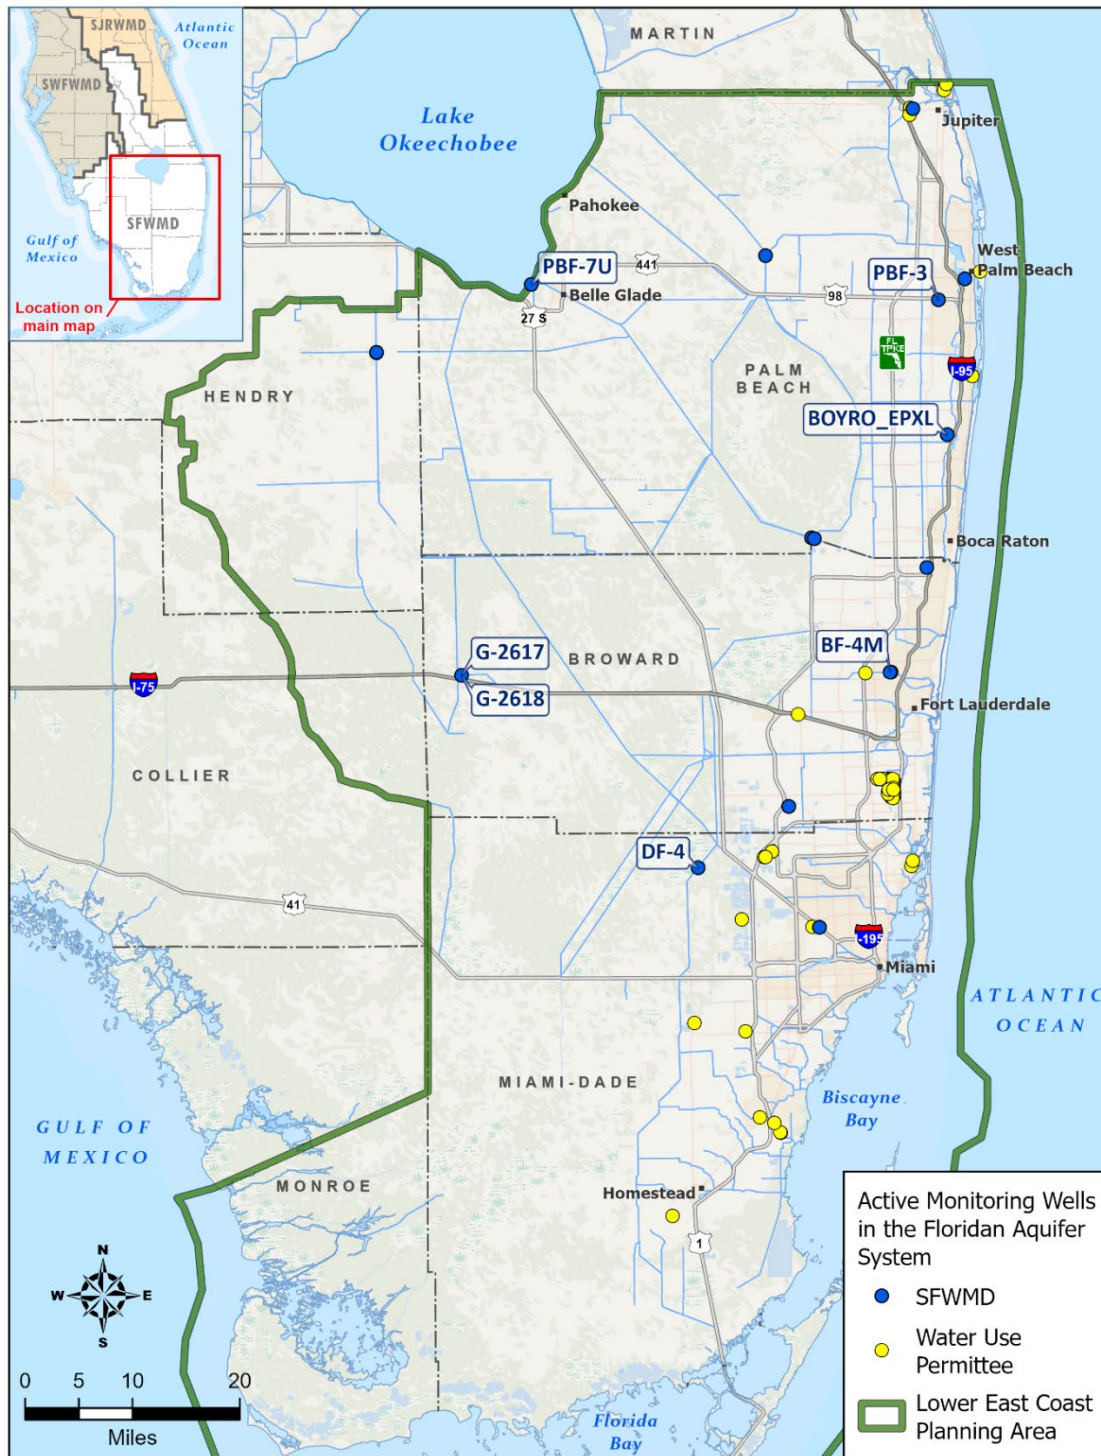 SJRWMD
Atlantic
Ocean
SWFWMD
SFWMD
Gulf of
Mexico
Location on
main map
MARTIN
Lake
Okeechobee
Jupiter
Pahokee
PBF-7U
441
West
Palm Beach
PBF-3
Belle Glade
98
27 S
FL
TPKE
I-95
PALM
BEACH
HENDRY
BOYRO_EPXL
Boca Raton
G-2617
BROWARD
BF-4M
I-75
G-2618
Fort Lauderdale
COLLIER
DF-4
41
I-195
Miami
ATLANTIC
OCEAN
MIAMI-DADE
Biscayne
Bay
GULF OF
MEXICO
MONROE
Homestead
1
N
W E
S
0 5 10 20
Miles
Florida
Bay
Active Monitoring Wells
in the Floridan Aquifer
System
SFWMD
Water Use
Permittee
Lower East Coast
Planning Area